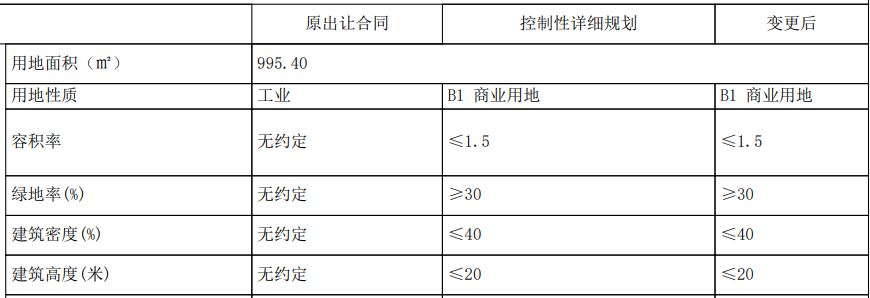 原出让合同 控制性详细规划 变更后
用地面积（㎡） 995.40
用地性质 工业 B1 商业用地 B1 商业用地
容积率 无约定 ≤1.5 ≤1.5
绿地率(%) 无约定 ≥30 ≥30
建筑密度(%) 无约定 ≤40 ≤40
建筑高度(米) 无约定 ≤20 ≤20